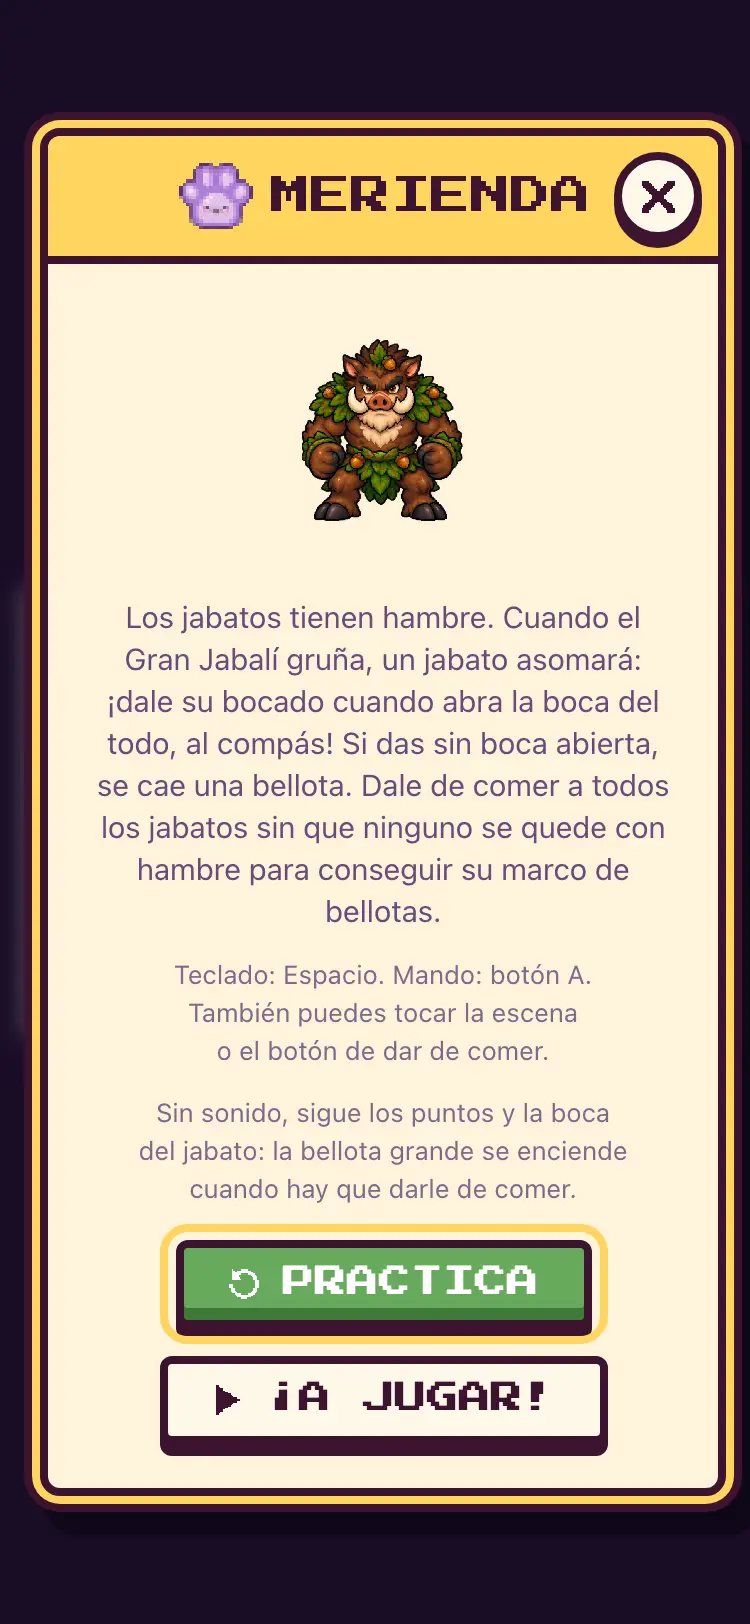 MERIENDA
Los jabatos tienen hambre. Cuando el
Gran Jabalí gruña, un jabato asomará:
¡dale su bocado cuando abra la boca del
todo, al compás! Si das sin boca abierta,
se cae una bellota. Dale de comer a todos
los jabatos sin que ninguno se quede con
hambre para conseguir su marco de
bellotas.
Teclado: Espacio. Mando: botón A.
También puedes tocar la escena
o el botón de dar de comer.
Sin sonido, sigue los puntos y la boca
del jabato: la bellota grande se enciende
cuando hay que darle de comer.
PRACTICA
¡A JUGAR!